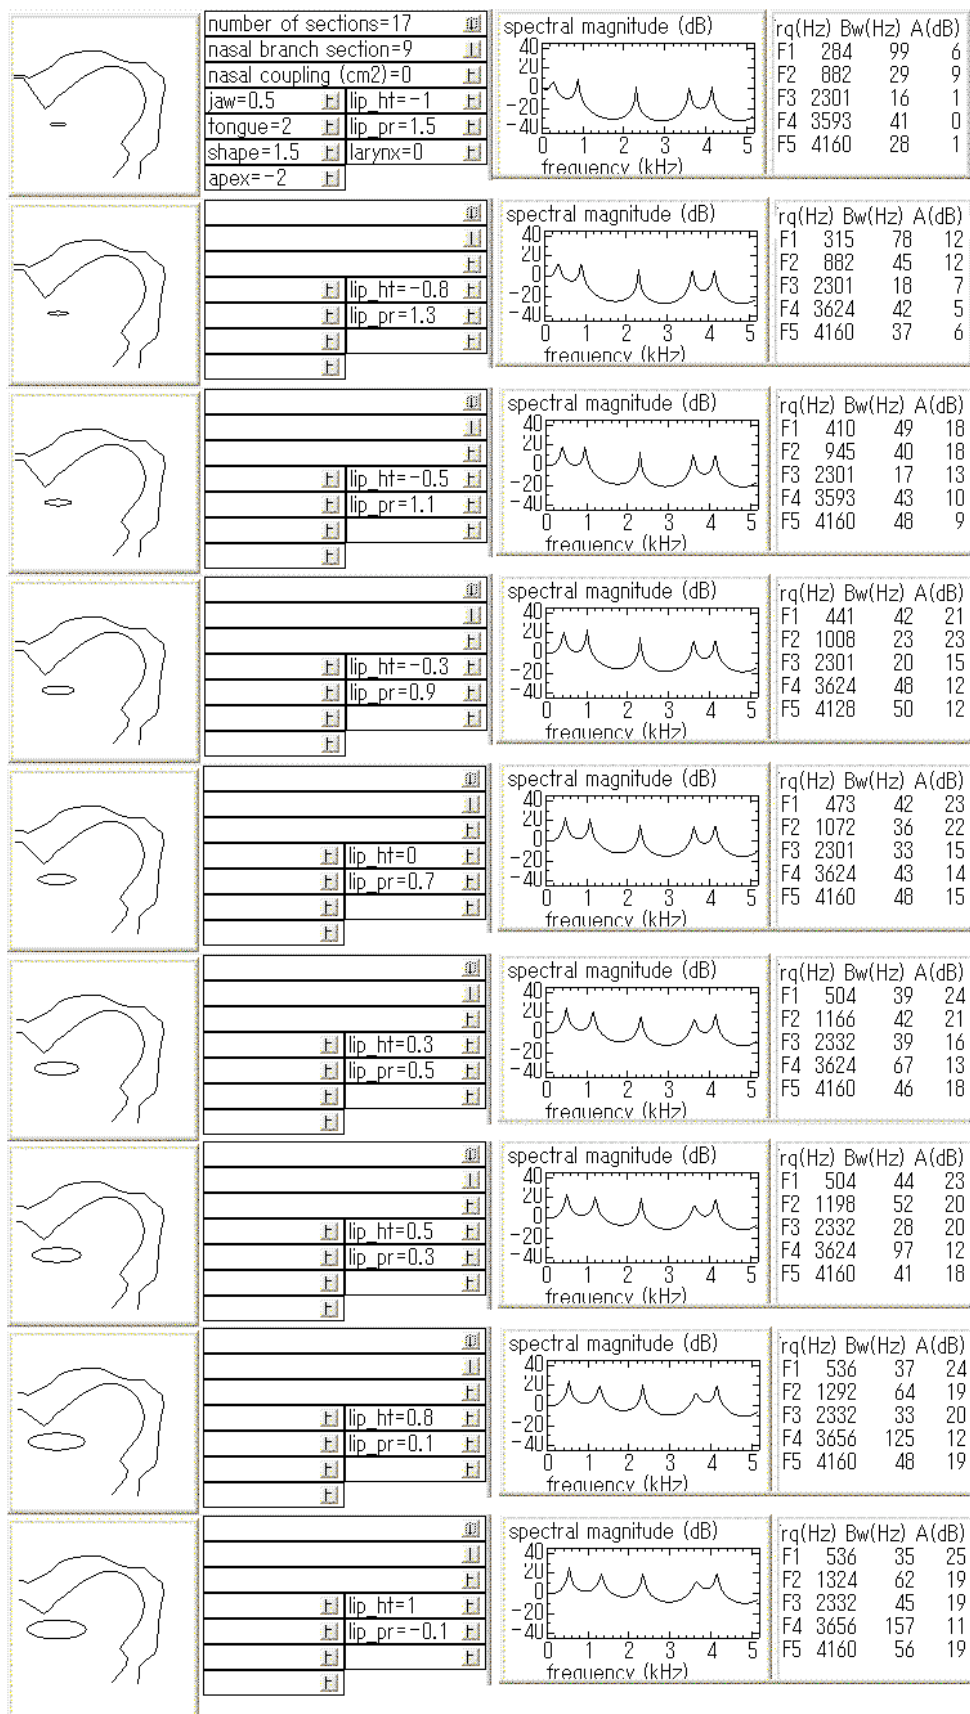 number of sections=17
nasal branch section=9
nasal coupling (cm2)=0
jaw=0.5 lip_ht=-1
tongue=2 lip_pr=1.5
shape=1.5 larynx=0
apex=-2
spectral magnitude (dB)
40
20
0
-20
-40
0 1 2 3 4 5
frequency (kHz)
rq(Hz) Bw(Hz) A(dB)
F1 284 99 6
F2 882 29 9
F3 2301 16 1
F4 3593 41 0
F5 4160 28 1
lip_ht=-0.8
lip_pr=1.3
spectral magnitude (dB)
40
20
0
-20
-40
0 1 2 3 4 5
frequency (kHz)
rq(Hz) Bw(Hz) A(dB)
F1 315 78 12
F2 882 45 12
F3 2301 18 7
F4 3624 42 5
F5 4160 37 6
lip_ht=-0.5
lip_pr=1.1
spectral magnitude (dB)
40
20
0
-20
-40
0 1 2 3 4 5
frequency (kHz)
rq(Hz) Bw(Hz) A(dB)
F1 410 49 18
F2 945 40 18
F3 2301 17 13
F4 3593 43 10
F5 4160 48 9
lip_ht=-0.3
lip_pr=0.9
spectral magnitude (dB)
40
20
0
-20
-40
0 1 2 3 4 5
frequency (kHz)
rq(Hz) Bw(Hz) A(dB)
F1 441 42 21
F2 1008 23 23
F3 2301 20 15
F4 3624 48 12
F5 4128 50 12
lip_ht=0
lip_pr=0.7
spectral magnitude (dB)
40
20
0
-20
-40
0 1 2 3 4 5
frequency (kHz)
rq(Hz) Bw(Hz) A(dB)
F1 473 42 23
F2 1072 36 22
F3 2301 33 15
F4 3624 43 14
F5 4160 48 15
lip_ht=0.3
lip_pr=0.5
spectral magnitude (dB)
40
20
0
-20
-40
0 1 2 3 4 5
frequency (kHz)
rq(Hz) Bw(Hz) A(dB)
F1 504 39 24
F2 1166 42 21
F3 2332 39 16
F4 3624 67 13
F5 4160 46 18
lip_ht=0.5
lip_pr=0.3
spectral magnitude (dB)
40
20
0
-20
-40
0 1 2 3 4 5
frequency (kHz)
rq(Hz) Bw(Hz) A(dB)
F1 504 44 23
F2 1198 52 20
F3 2332 28 20
F4 3624 97 12
F5 4160 41 18
lip_ht=0.8
lip_pr=0.1
spectral magnitude (dB)
40
20
0
-20
-40
0 1 2 3 4 5
frequency (kHz)
rq(Hz) Bw(Hz) A(dB)
F1 536 37 24
F2 1292 64 19
F3 2332 33 20
F4 3656 125 12
F5 4160 48 19
lip_ht=1
lip_pr=-0.1
spectral magnitude (dB)
40
20
0
-20
-40
0 1 2 3 4 5
frequency (kHz)
rq(Hz) Bw(Hz) A(dB)
F1 536 35 25
F2 1324 62 19
F3 2332 45 19
F4 3656 157 11
F5 4160 56 19